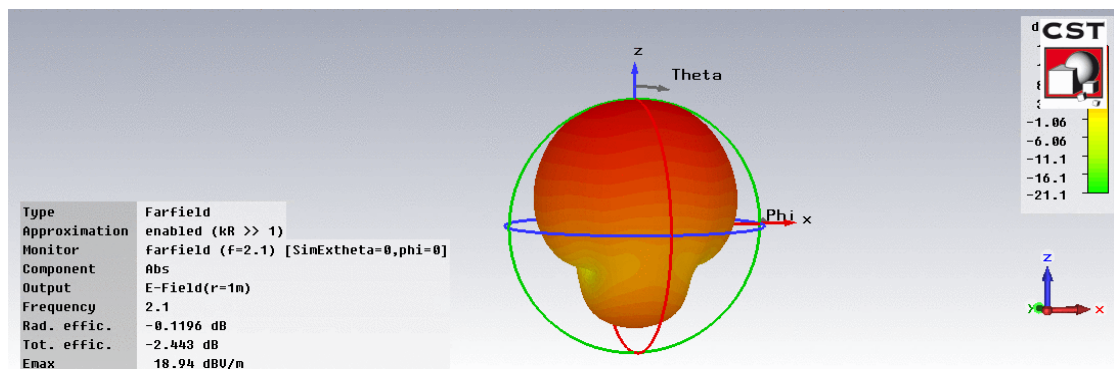 z
Theta
Phi
x
CST
d
-1.06
-6.06
-11.1
-16.1
-21.1
Type Farfield
Approximation enabled (kR >> 1)
Monitor farfield (f=2.1) [SimExtheta=0,phi=0]
Component Abs
Output E-Field(r=1m)
Frequency 2.1
Rad. effic. -0.1196 dB
Tot. effic. -2.443 dB
Emax 18.94 dBV/m
z
x